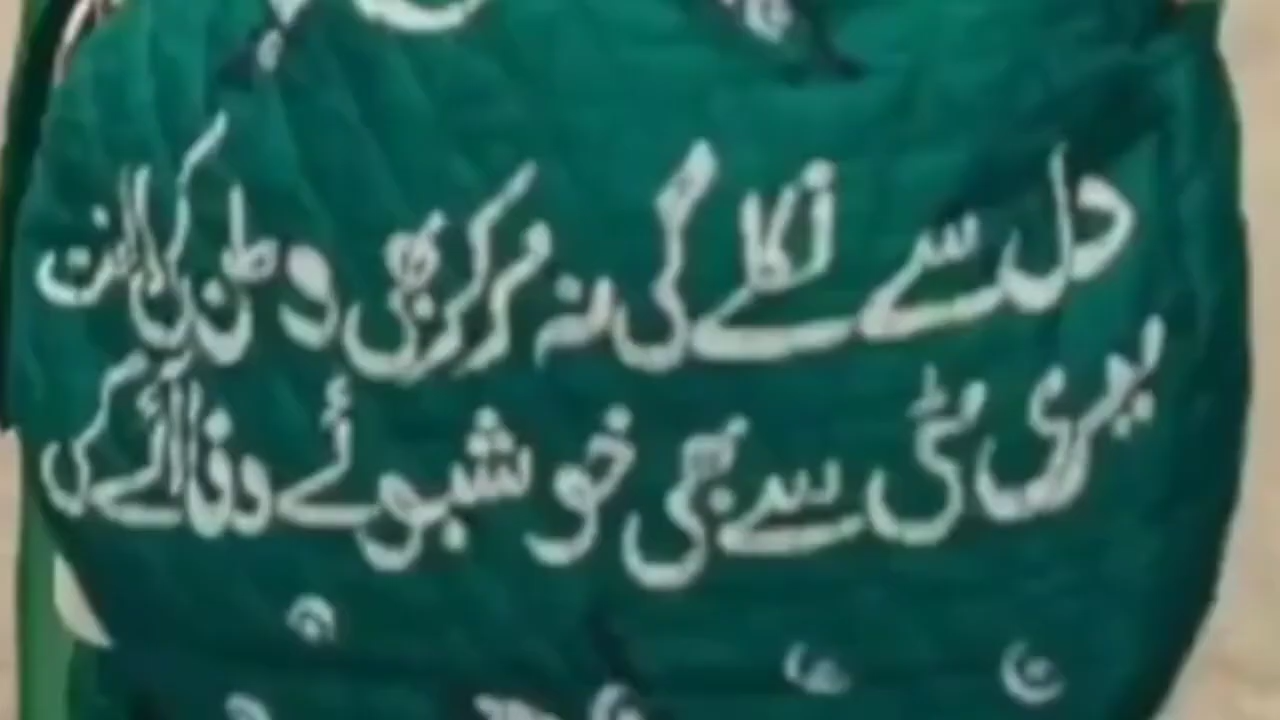 دل سے نکلے گی نہ مر کر بھی وطن کی الفت
میری مٹی سے بھی خوشبوئے وفا آئے گی